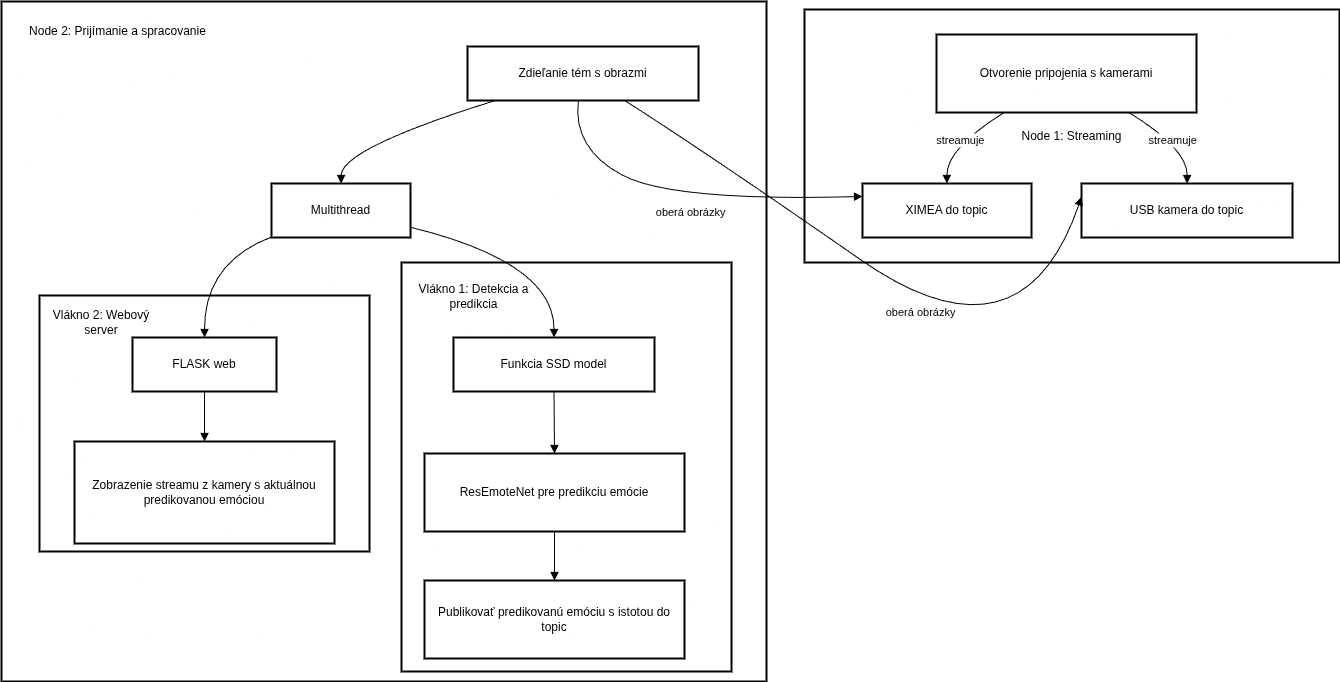 Node 2: Prijímanie a spracovanie
Zdieľanie tém s obrazmi
Multithread
oberá obrázky
Vlákno 2: Webový
server
FLASK web
Zobrazenie streamu z kamery s aktuálnou
predikovanou emóciou
Vlákno 1: Detekcia a
predikcia
Funkcia SSD model
ResEmoteNet pre predikciu emócie
Publikovať predikovanú emóciu s istotou do
topic
Otvorenie pripojenia s kamerami
streamuje
Node 1: Streaming
streamuje
XIMEA do topic
USB kamera do topic
oberá obrázky